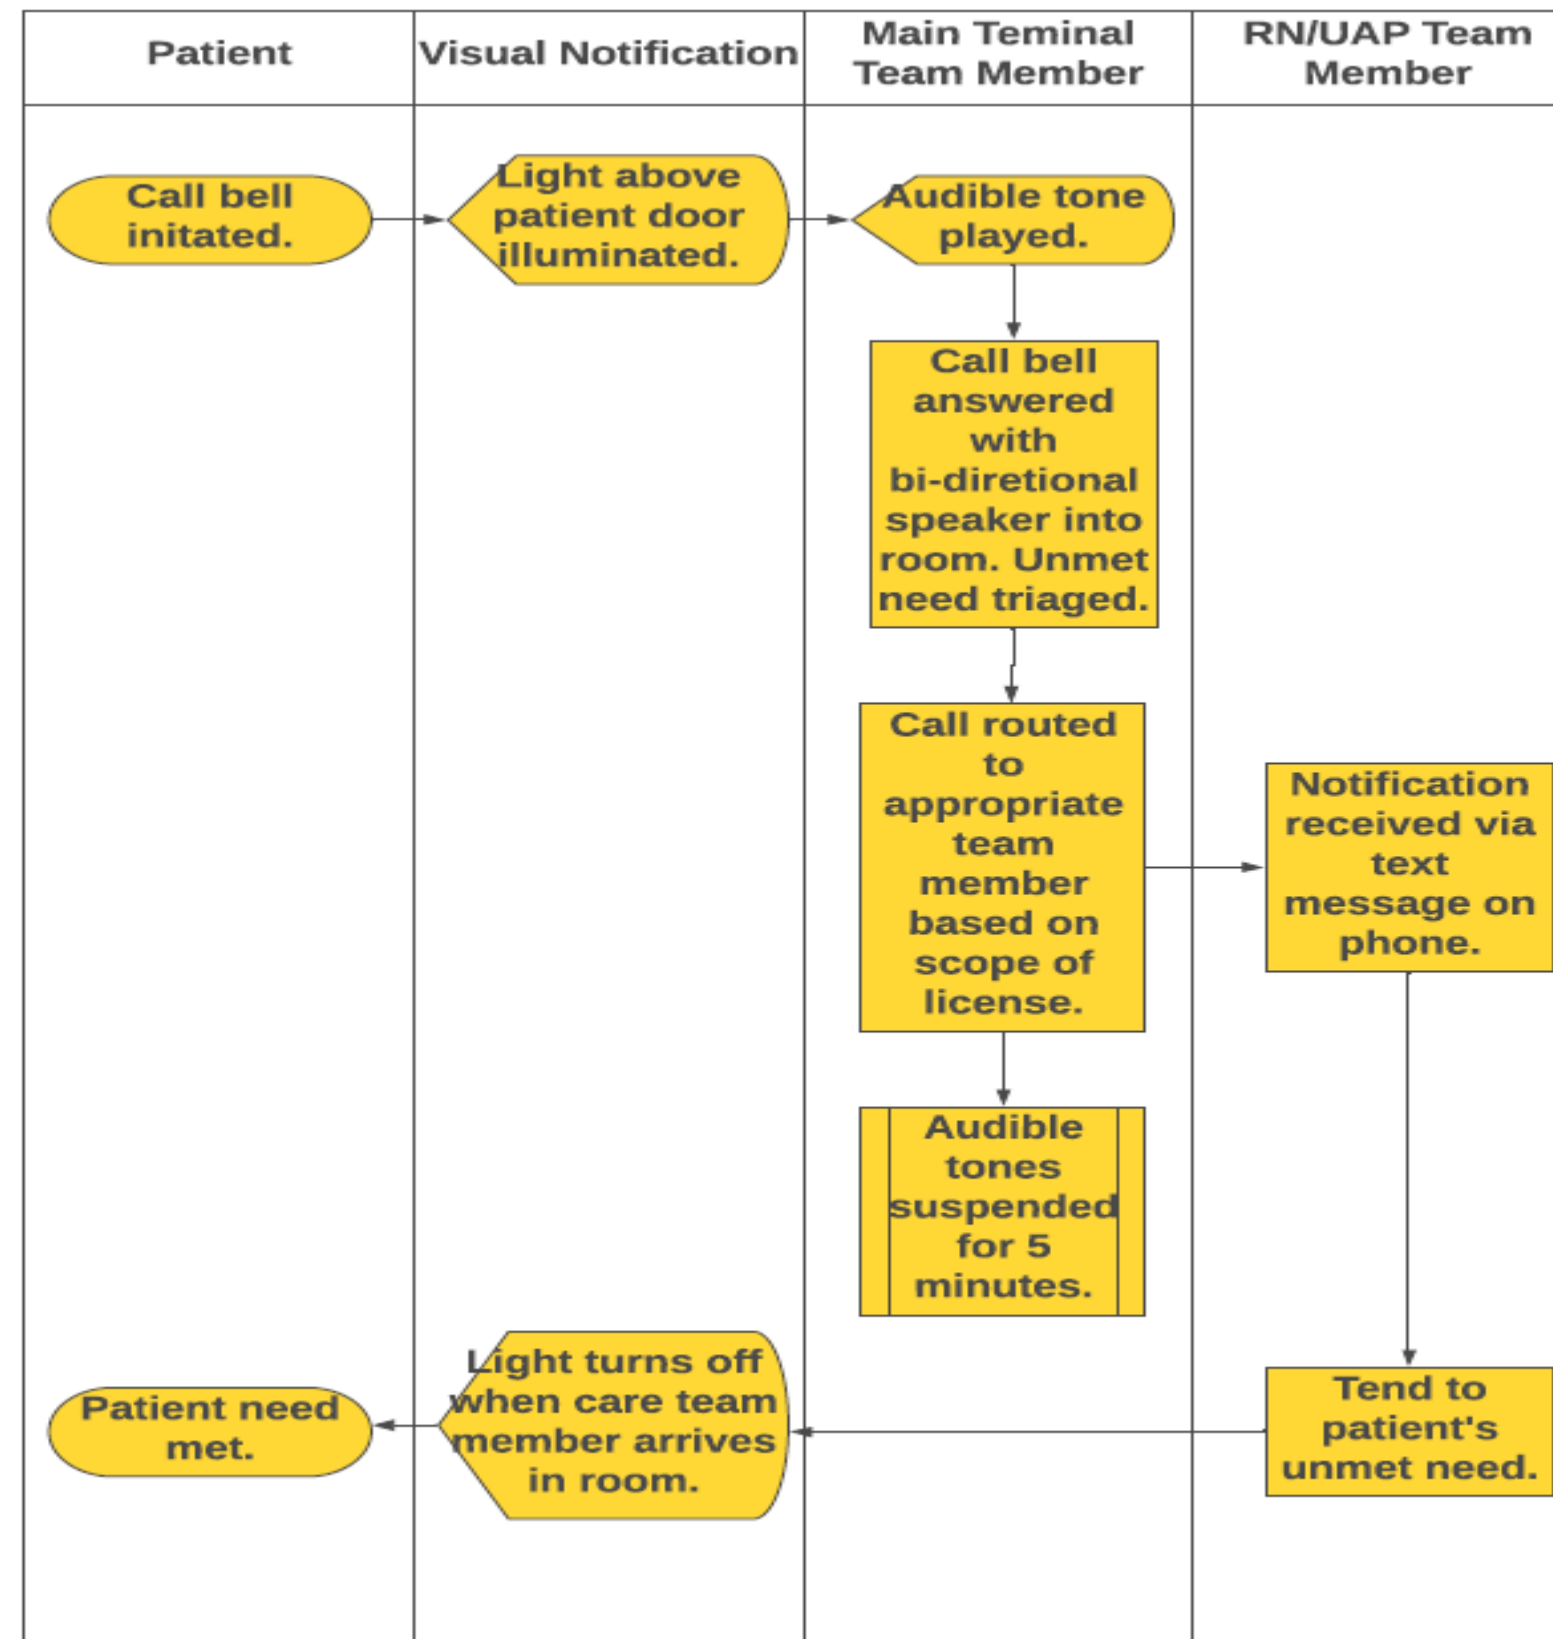 Patient
Visual Notification
Main Teminal
Team Member
RN/UAP Team
Member
Call bell
initated.
Light above
patient door
illuminated.
Audible tone
played.
Call bell
answered
with
bi-diretional
speaker into
room. Unmet
need triaged.
Call routed
to
appropriate
team
member
based on
scope of
license.
Notification
received via
text
message on
phone.
Audible
tones
suspended
for 5
minutes.
Tend to
patient's
unmet need.
Light turns off
when care team
member arrives
in room.
Patient need
met.